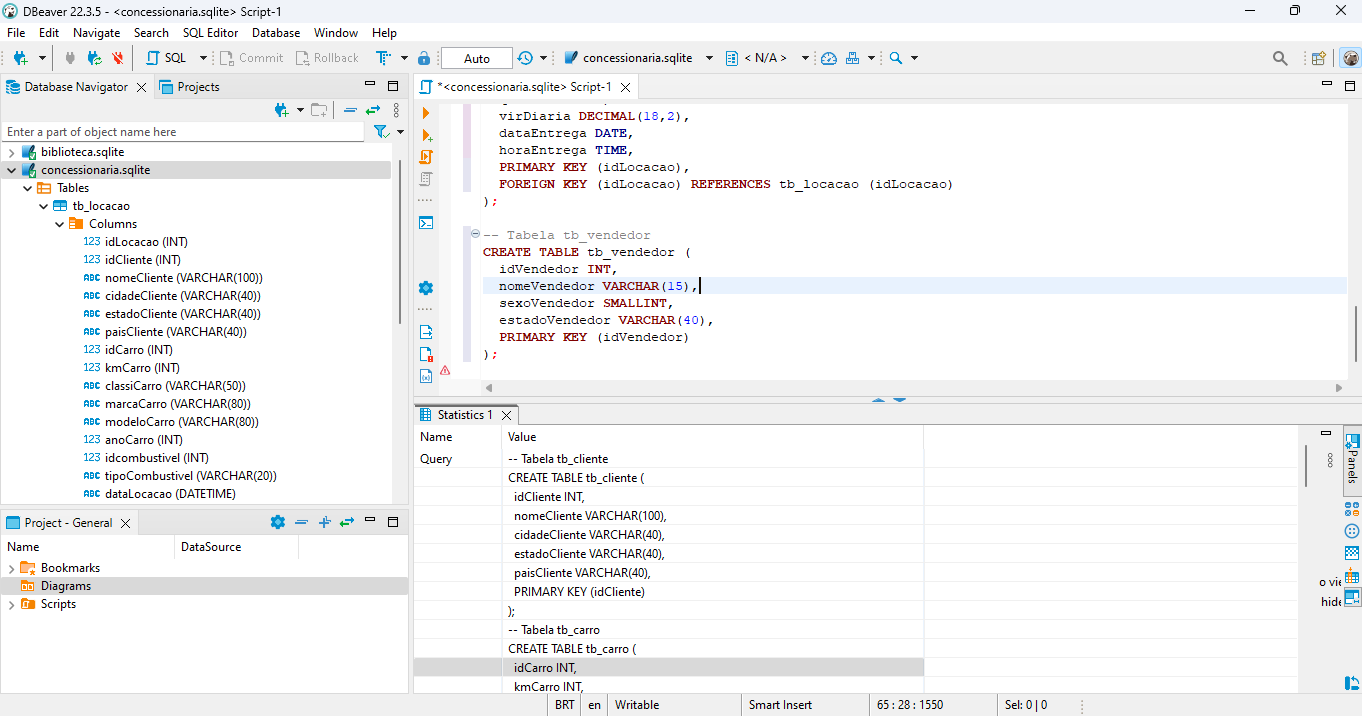 DBeaver 22.3.5 - <concessionaria.sqlite> Script-1
File Edit Navigate Search SQL Editor Database Window Help
SQL Commit Rollback Auto concessionaria.sqlite < N/A >
Database Navigator Projects
Enter a part of object name here
biblioteca.sqlite
concessionaria.sqlite
Tables
tb_locacao
Columns
123 idLocacao (INT)
123 idCliente (INT)
ABC nomeCliente (VARCHAR(100))
ABC cidadeCliente (VARCHAR(40))
ABC estadoCliente (VARCHAR(40))
ABC paisCliente (VARCHAR(40))
123 idCarro (INT)
123 kmCarro (INT)
ABC classiCarro (VARCHAR(50))
ABC marcaCarro (VARCHAR(80))
ABC modeloCarro (VARCHAR(80))
123 anoCarro (INT)
123 idcombustivel (INT)
ABC tipoCombustivel (VARCHAR(20))
ABC dataLocacao (DATETIME)
Project - General
Name DataSource
Bookmarks
Diagrams
Scripts
*<concessionaria.sqlite> Script-1
virDiaria DECIMAL(18,2),
dataEntrega DATE,
horaEntrega TIME,
PRIMARY KEY (idLocacao),
FOREIGN KEY (idLocacao) REFERENCES tb_locacao (idLocacao)
);
-- Tabela tb_vendedor
CREATE TABLE tb_vendedor (
idVendedor INT,
nomeVendedor VARCHAR(15),
sexoVendedor SMALLINT,
estadoVendedor VARCHAR(40),
PRIMARY KEY (idVendedor)
);
Statistics 1
Name Value
Query -- Tabela tb_cliente
CREATE TABLE tb_cliente (
idCliente INT,
nomeCliente VARCHAR(100),
cidadeCliente VARCHAR(40),
estadoCliente VARCHAR(40),
paisCliente VARCHAR(40),
PRIMARY KEY (idCliente)
);
-- Tabela tb_carro
CREATE TABLE tb_carro (
idCarro INT,
kmCarro INT,
Panels
o vi
hide
BRT en Writable Smart Insert 65 : 28 : 1550 Sel: 0 | 0